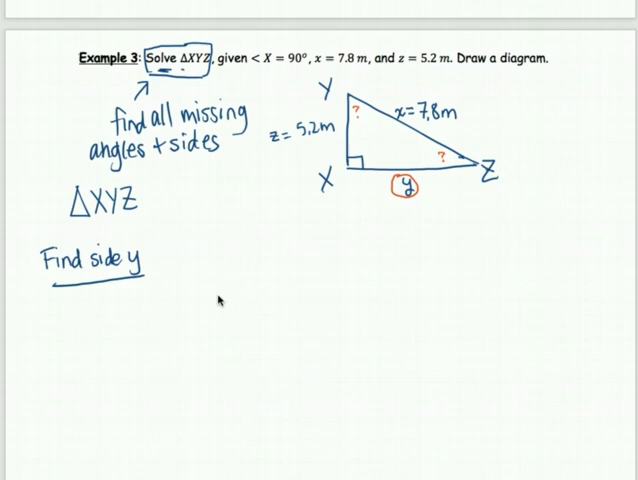 Example 3: Solve ΔXYZ, given < X = 90°, x = 7.8 m, and z = 5.2 m. Draw a diagram.
find all missing
angles + sides
ΔXYZ
Find side y
Y
?
x=7.8m
z=5.2m
?
X
y
Z